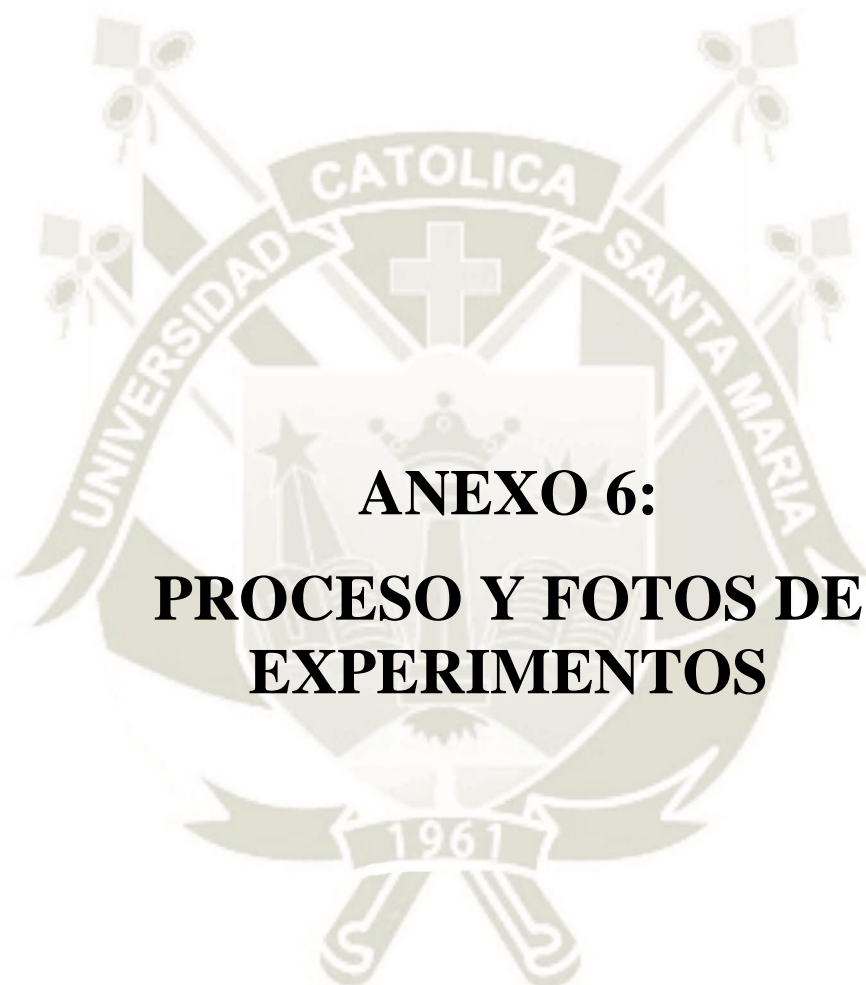 UNIVERSIDAD CATOLICA SANTA MARIA
ANEXO 6:
PROCESO Y FOTOS DE
EXPERIMENTOS
1961